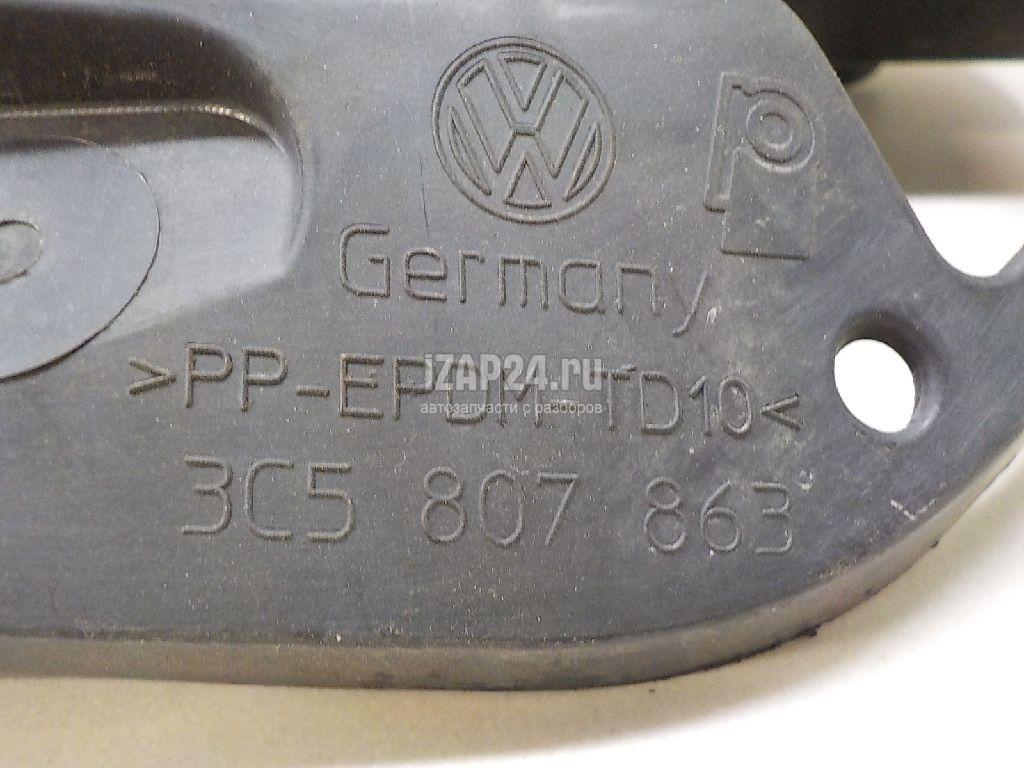 Germany
>PP-EPDM-TD10<
iZAP24.ru
автозапчасти с разборов
3C5 807 863